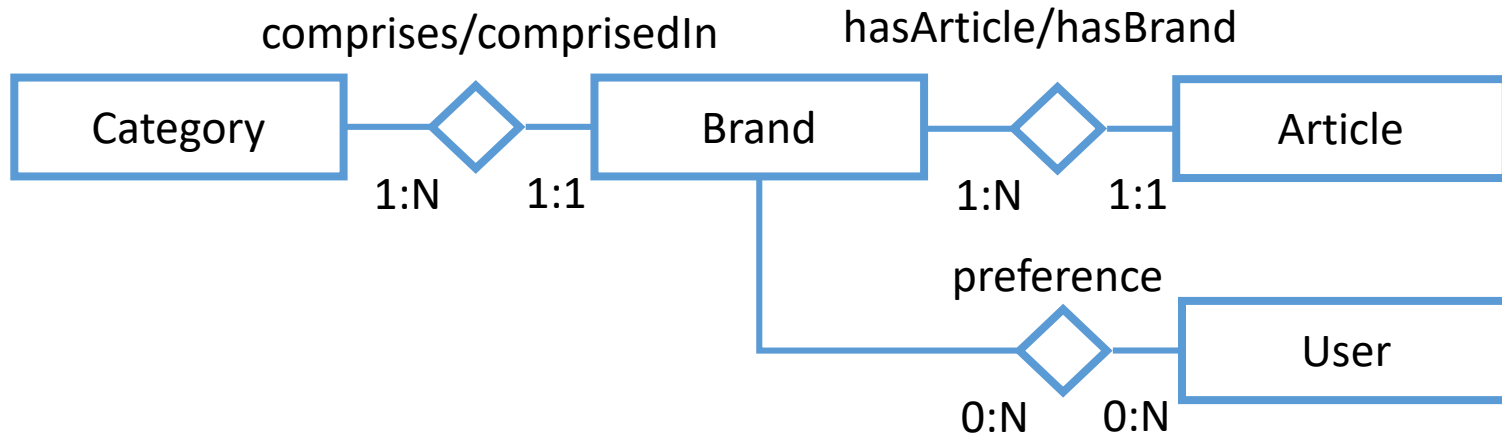 comprises/comprisedIn
hasArticle/hasBrand
Category
Brand
Article
1:N
1:1
1:N
1:1
preference
User
0:N
0:N